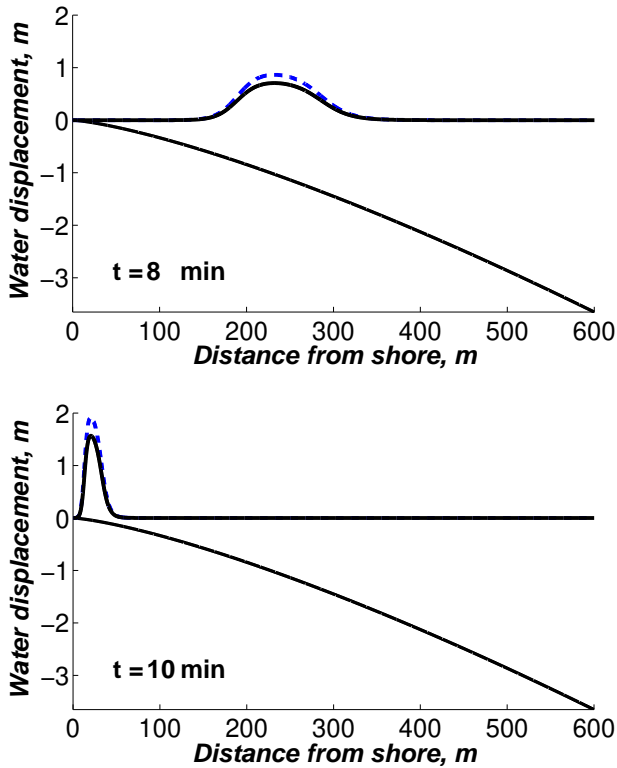 Water displacement, m
2
1
0
−1
−2
−3
t = 8 min
0 100 200 300 400 500 600
Distance from shore, m
Water displacement, m
2
1
0
−1
−2
−3
t = 10 min
0 100 200 300 400 500 600
Distance from shore, m